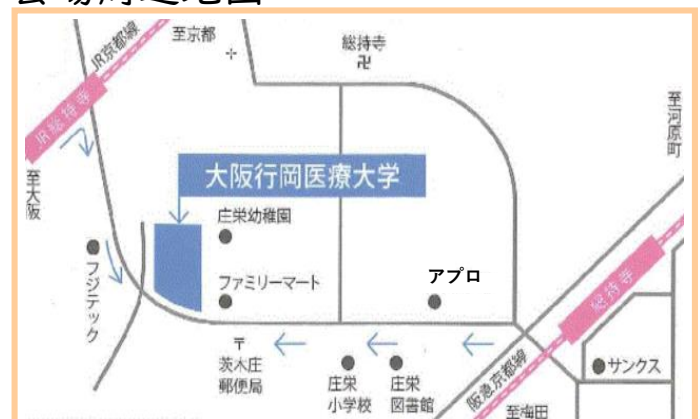 会場周辺地図
JR京都線
至京都
総持寺
卍
JR総持寺
至河原町
至大阪
大阪行岡医療大学
庄栄幼稚園
フジテック
ファミリーマート
アプロ
総持寺
〒
茨木庄
郵便局
庄栄
小学校
庄栄
図書館
阪急京都線
サンクス
至梅田